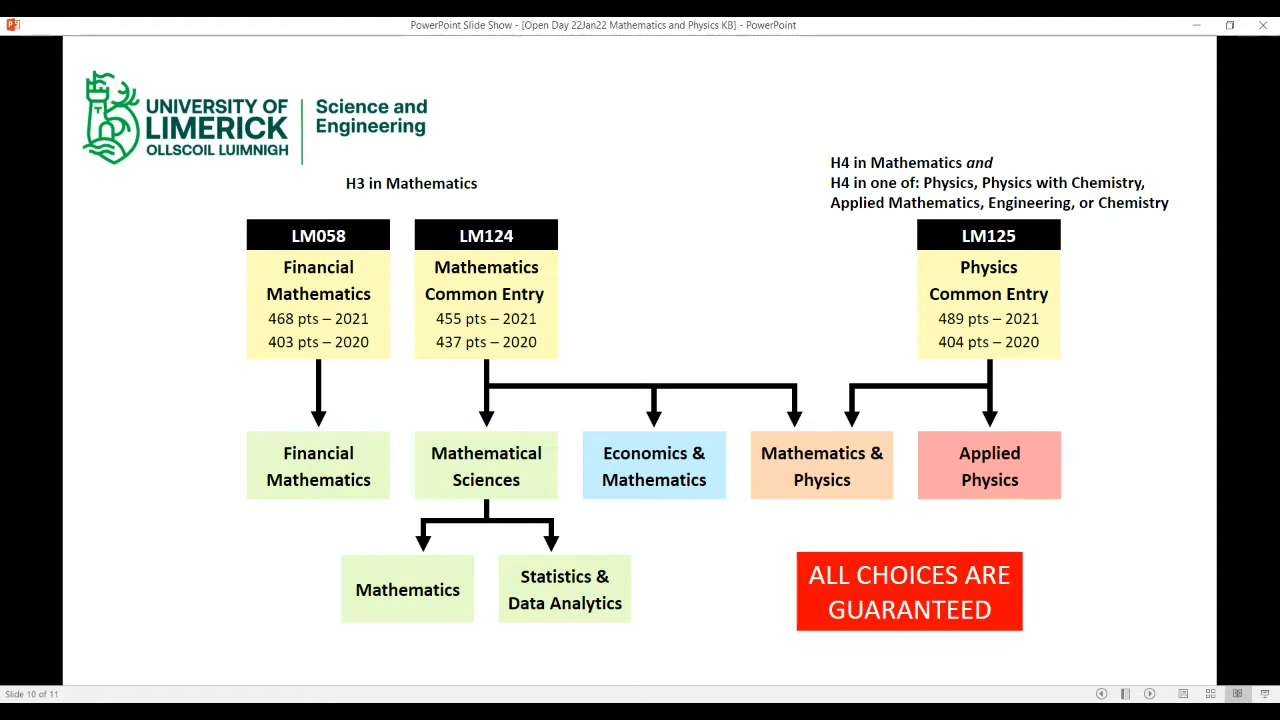 PowerPoint Slide Show - [Open Day 22Jan22 Mathematics and Physics KB] - PowerPoint
UNIVERSITY OF
LIMERICK
OLLSCOIL LUIMNIGH
Science and
Engineering
H3 in Mathematics
H4 in Mathematics and
H4 in one of: Physics, Physics with Chemistry,
Applied Mathematics, Engineering, or Chemistry
LM058
Financial
Mathematics
468 pts – 2021
403 pts – 2020
LM124
Mathematics
Common Entry
455 pts – 2021
437 pts – 2020
LM125
Physics
Common Entry
489 pts – 2021
404 pts – 2020
Financial
Mathematics
Mathematical
Sciences
Economics &
Mathematics
Mathematics &
Physics
Applied
Physics
Mathematics
Statistics &
Data Analytics
ALL CHOICES ARE
GUARANTEED
Slide 10 of 11